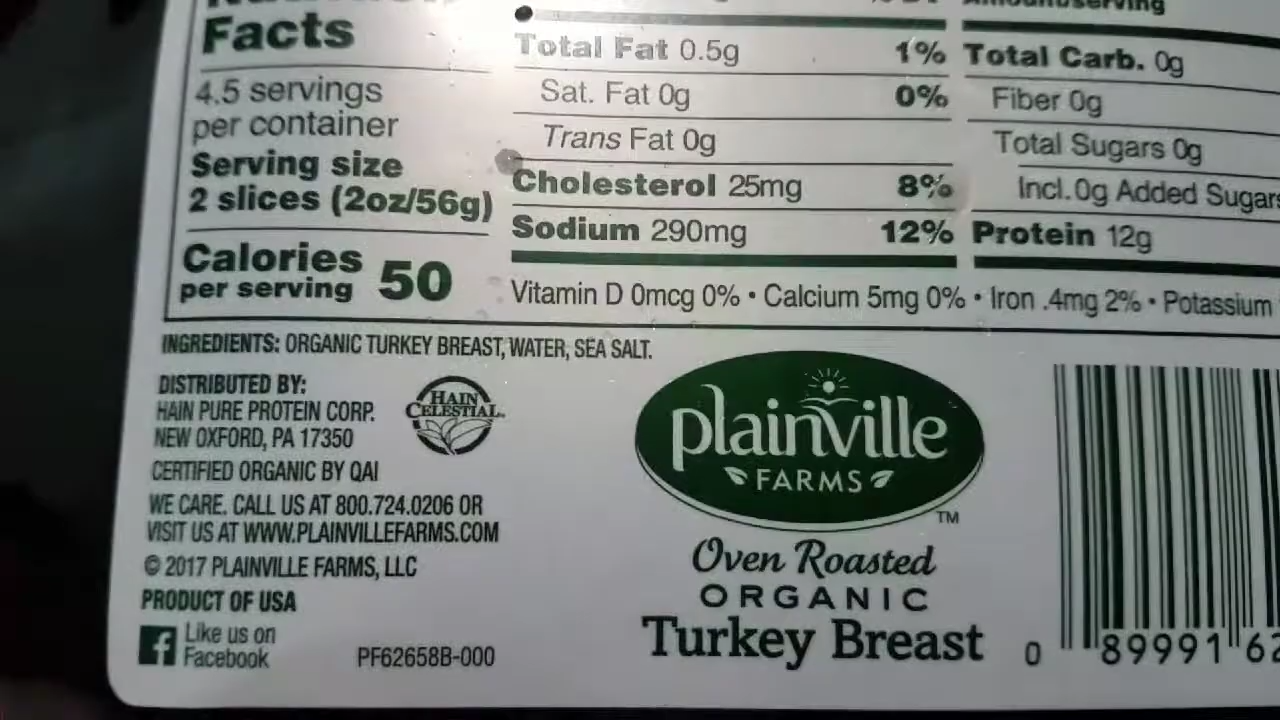 Facts
4.5 servings
per container
Serving size
2 slices (2oz/56g)
Calories
per serving 50
Total Fat 0.5g 1%
Sat. Fat 0g 0%
Trans Fat 0g
Cholesterol 25mg 8%
Sodium 290mg 12%
Total Carb. 0g
Fiber 0g
Total Sugars 0g
Incl. 0g Added Sugars
Protein 12g
Vitamin D 0mcg 0% • Calcium 5mg 0% • Iron .4mg 2% • Potassium
INGREDIENTS: ORGANIC TURKEY BREAST, WATER, SEA SALT.
DISTRIBUTED BY:
HAIN PURE PROTEIN CORP.
NEW OXFORD, PA 17350
HAIN
CELESTIAL
CERTIFIED ORGANIC BY QAI
WE CARE. CALL US AT 800.724.0206 OR
VISIT US AT WWW.PLAINVILLEFARMS.COM
© 2017 PLAINVILLE FARMS, LLC
PRODUCT OF USA
f Like us on
Facebook
PF62658B-000
plainville
FARMS
TM
Oven Roasted
ORGANIC
Turkey Breast
0 89991 62